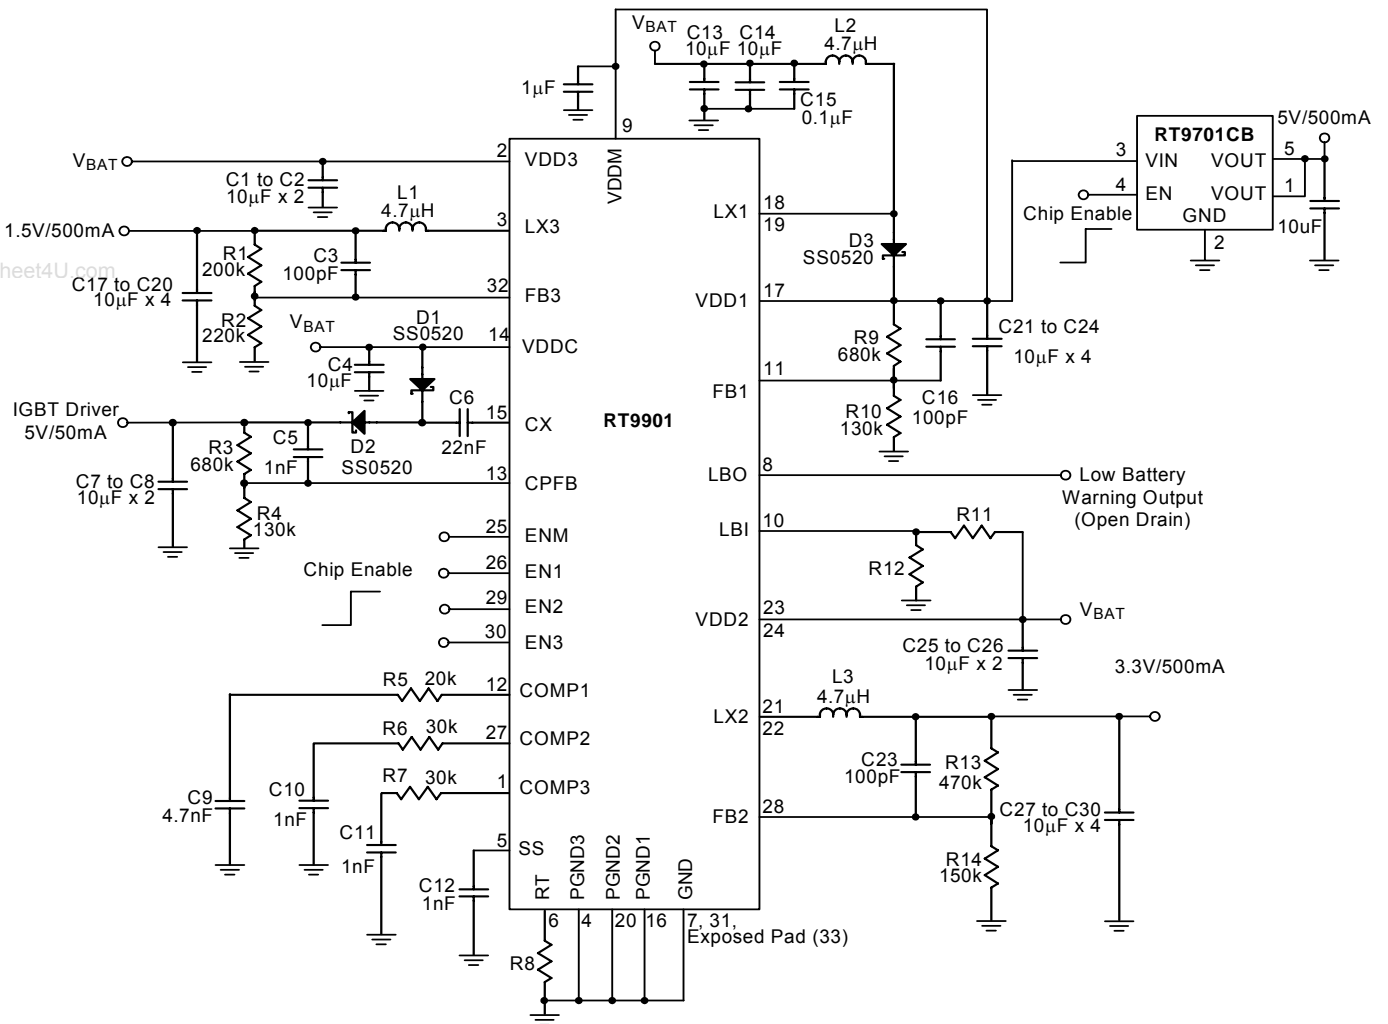 VBAT
C13
10μF
C14
10μF
L2
4.7μH
1μF
C15
0.1μF
9
VDDM
RT9701CB
5V/500mA
3
VIN
VOUT
5
4
EN
VOUT
1
Chip Enable
GND
2
10uF
VBAT
2
VDD3
C1 to C2
10μF x 2
L1
4.7μH
1.5V/500mA
3
LX3
heet4U.com
R1
200k
C3
100pF
C17 to C20
10μF x 4
32
FB3
R2
220k
VBAT
D1
SS0520
14
VDDC
C4
10μF
C6
22nF
IGBT Driver
5V/50mA
15
CX
R3
680k
C5
1nF
D2
SS0520
C7 to C8
10μF x 2
13
CPFB
R4
130k
25
ENM
Chip Enable
26
EN1
29
EN2
30
EN3
R5
20k
12
COMP1
R6
30k
27
COMP2
R7
30k
1
COMP3
C9
4.7nF
C10
1nF
C11
1nF
5
SS
C12
1nF
RT
PGND3
PGND2
PGND1
GND
6
4
20
16
7, 31,
Exposed Pad (33)
R8
RT9901
LX1
18
19
D3
SS0520
VDD1
17
R9
680k
C21 to C24
10μF x 4
FB1
11
C16
100pF
R10
130k
LBO
8
Low Battery
Warning Output
(Open Drain)
LBI
10
R11
R12
VDD2
23
24
VBAT
C25 to C26
10μF x 2
3.3V/500mA
L3
4.7μH
LX2
21
22
C23
100pF
R13
470k
FB2
28
C27 to C30
10μF x 4
R14
150k